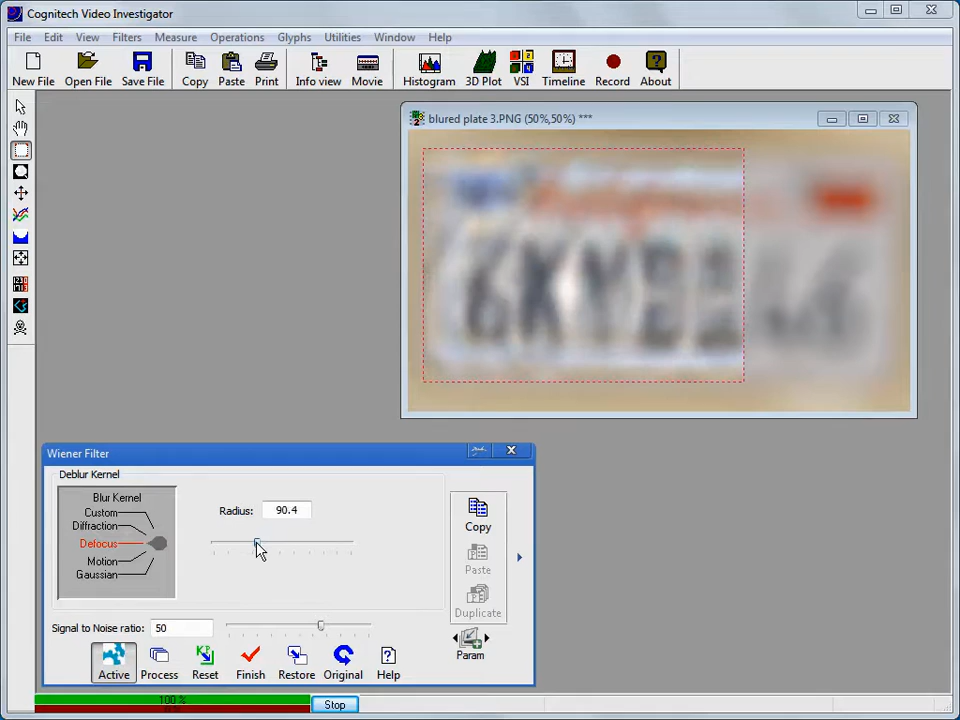 Cognitech Video Investigator
File Edit View Filters Measure Operations Glyphs Utilities Window Help
New File Open File Save File Copy Paste Print Info view Movie Histogram 3D Plot VSI Timeline Record About
blured plate 3.PNG (50%,50%) ***
6KYD
Wiener Filter
Deblur Kernel
Blur Kernel
Custom
Diffraction
Defocus
Motion
Gaussian
Radius: 90.4
Copy
Paste
Duplicate
Param
Signal to Noise ratio: 50
Active Process Reset Finish Restore Original Help
100 %
Stop